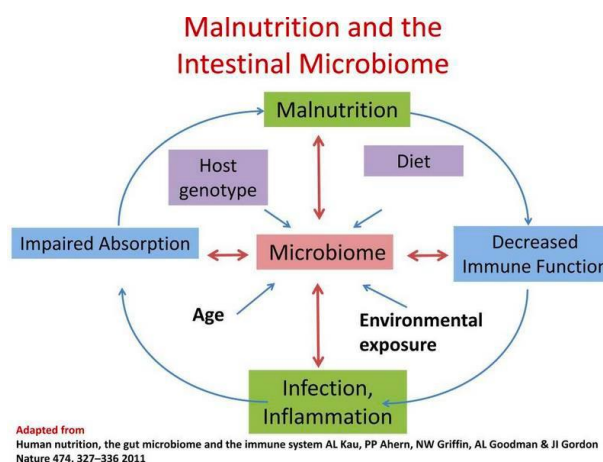 Malnutrition and the
Intestinal Microbiome
Malnutrition
Host
genotype
Diet
Impaired Absorption
Microbiome
Decreased
Immune Function
Age
Environmental
exposure
Infection,
Inflammation
Adapted from
Human nutrition, the gut microbiome and the immune system AL Kau, PP Ahern, NW Griffin, AL Goodman & JI Gordon
Nature 474, 327–336 2011